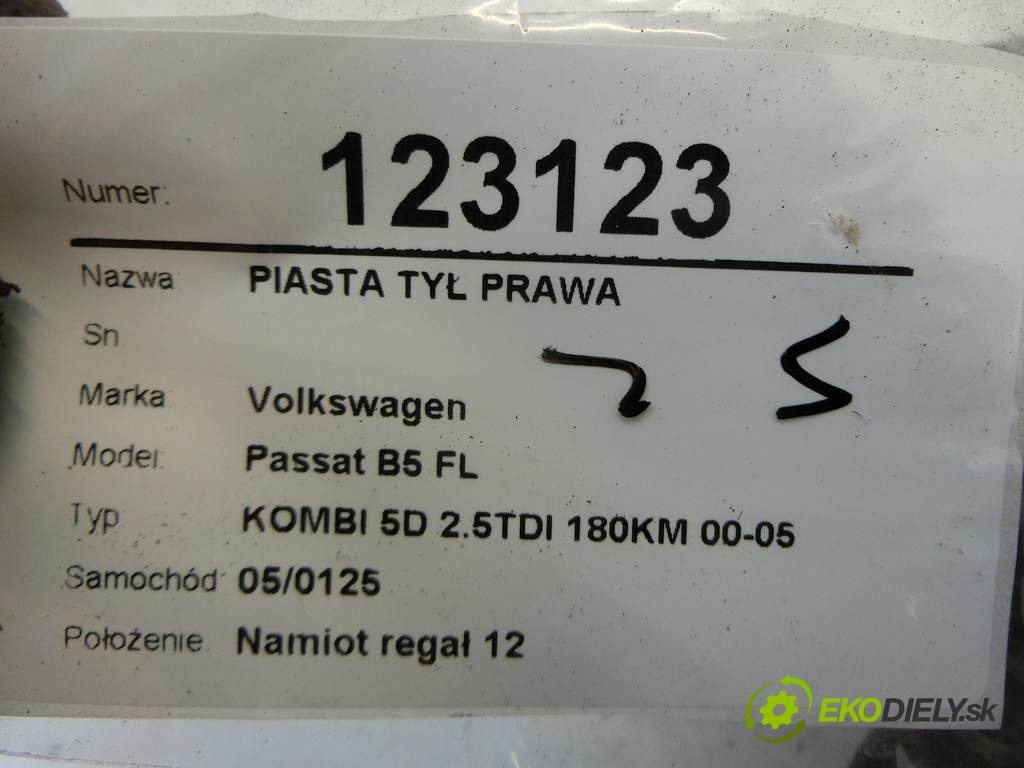 Numer: 123123
Nazwa PIASTA TYŁ PRAWA
Sn
Marka Volkswagen
Model: Passat B5 FL
Typ KOMBI 5D 2.5TDI 180KM 00-05
Samochód 05/0125
Położenie Namiot regał 12
EKODIELY.sk